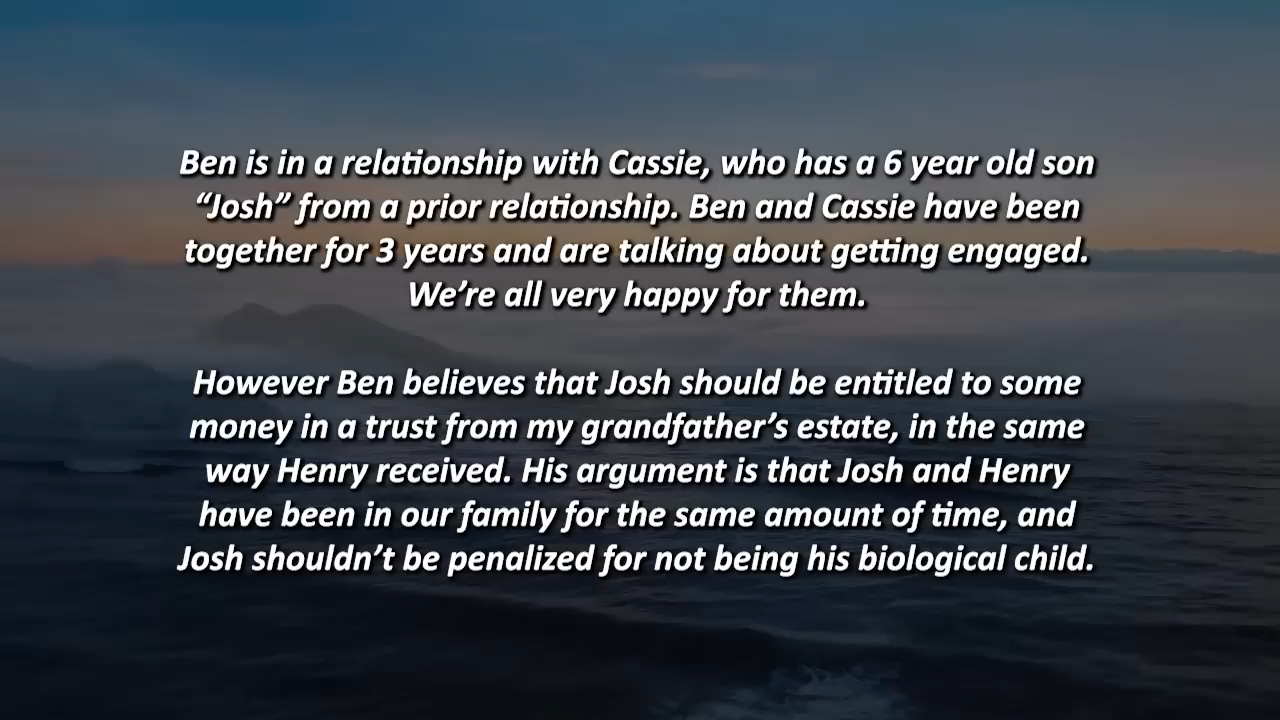 Ben is in a relationship with Cassie, who has a 6 year old son
“Josh” from a prior relationship. Ben and Cassie have been
together for 3 years and are talking about getting engaged.
We’re all very happy for them.
However Ben believes that Josh should be entitled to some
money in a trust from my grandfather’s estate, in the same
way Henry received. His argument is that Josh and Henry
have been in our family for the same amount of time, and
Josh shouldn’t be penalized for not being his biological child.